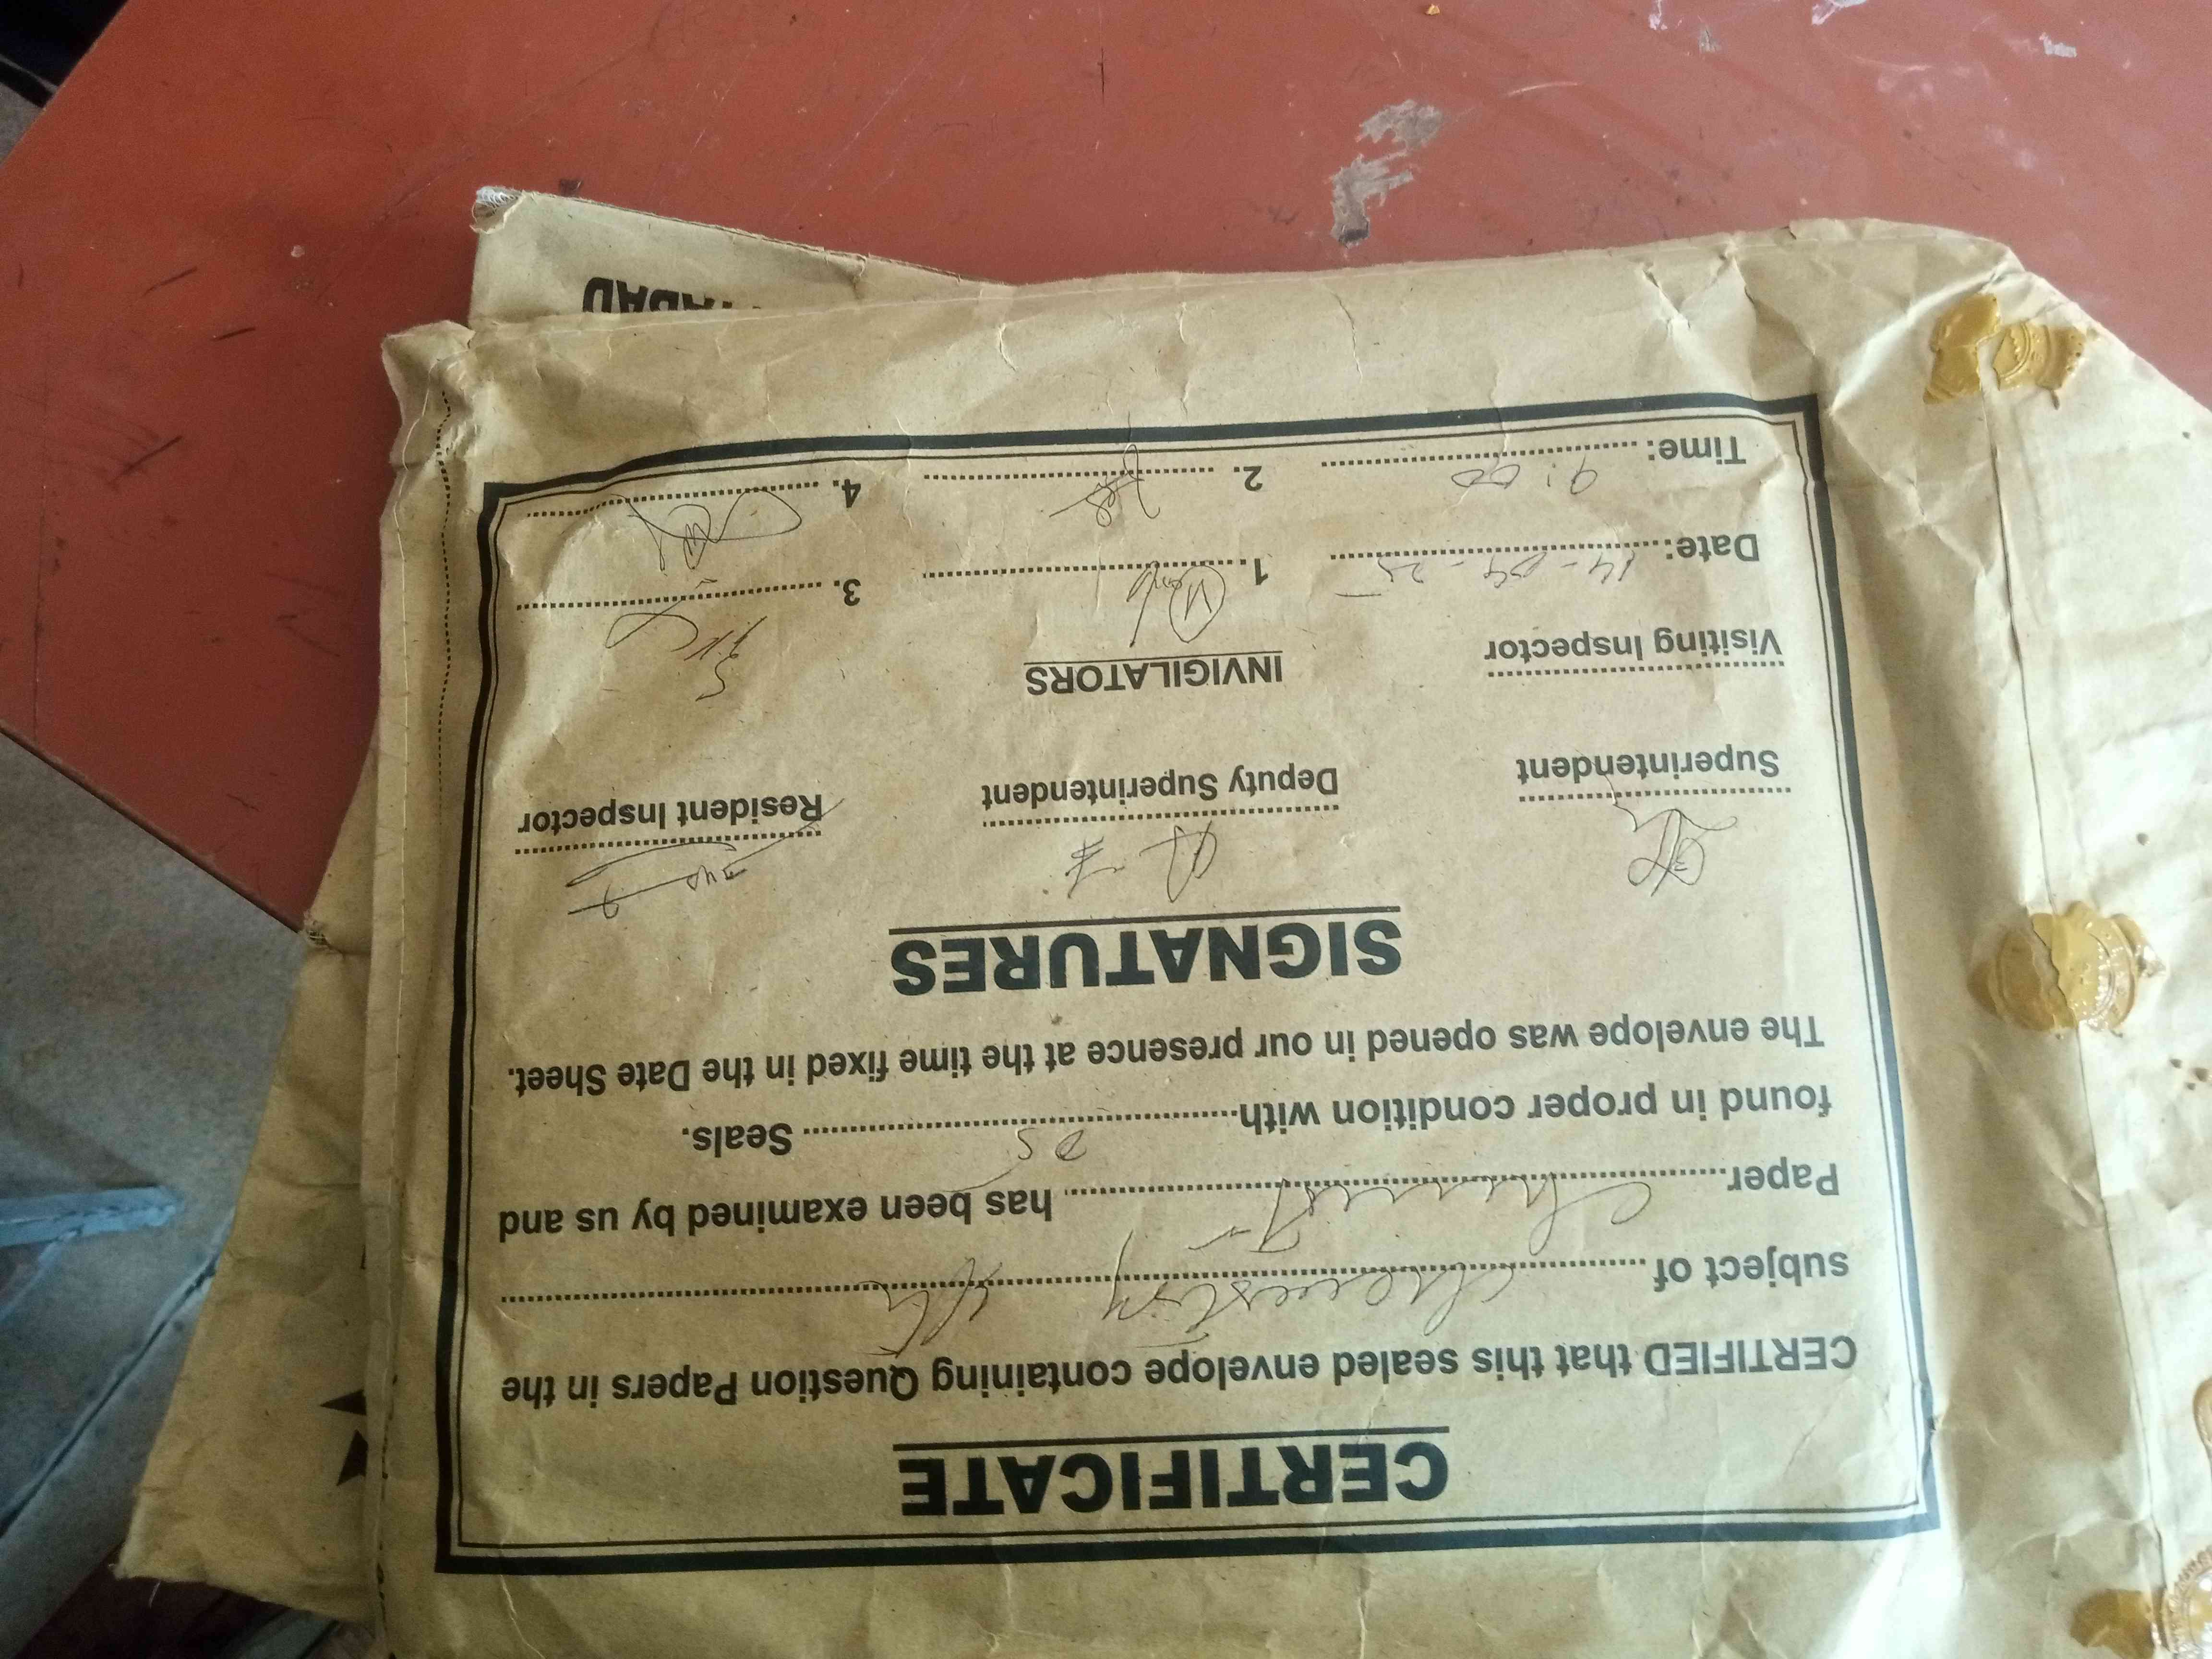 CERTIFICATE
CERTIFIED that this sealed envelope containing Question Papers in the
subject of Chemistry
Paper Chemistry has been examined by us and
found in proper condition with 05 Seals.
The envelope was opened in our presence at the time fixed in the Date Sheet.
SIGNATURES
Superintendent Deputy Superintendent Resident Inspector
Visiting Inspector INVIGILATORS
Date: 14-04-25 1. 3.
Time: 9:00 2. 4.